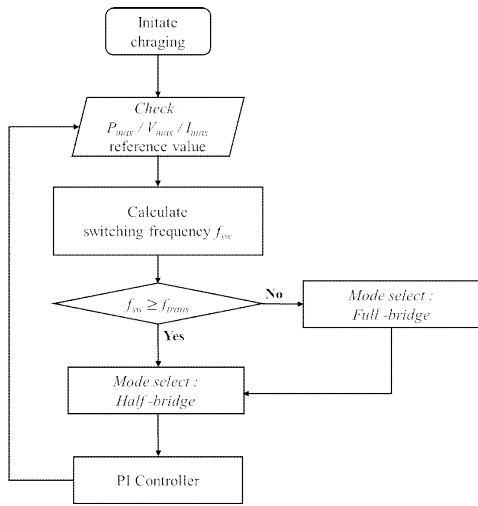 Initate
chraging
Check
Pmax / Vmax / Imax
reference value
Calculate
switching frequency fsw
fsw ≥ ftrans
No
Mode select :
Full -bridge
Yes
Mode select :
Half -bridge
PI Controller